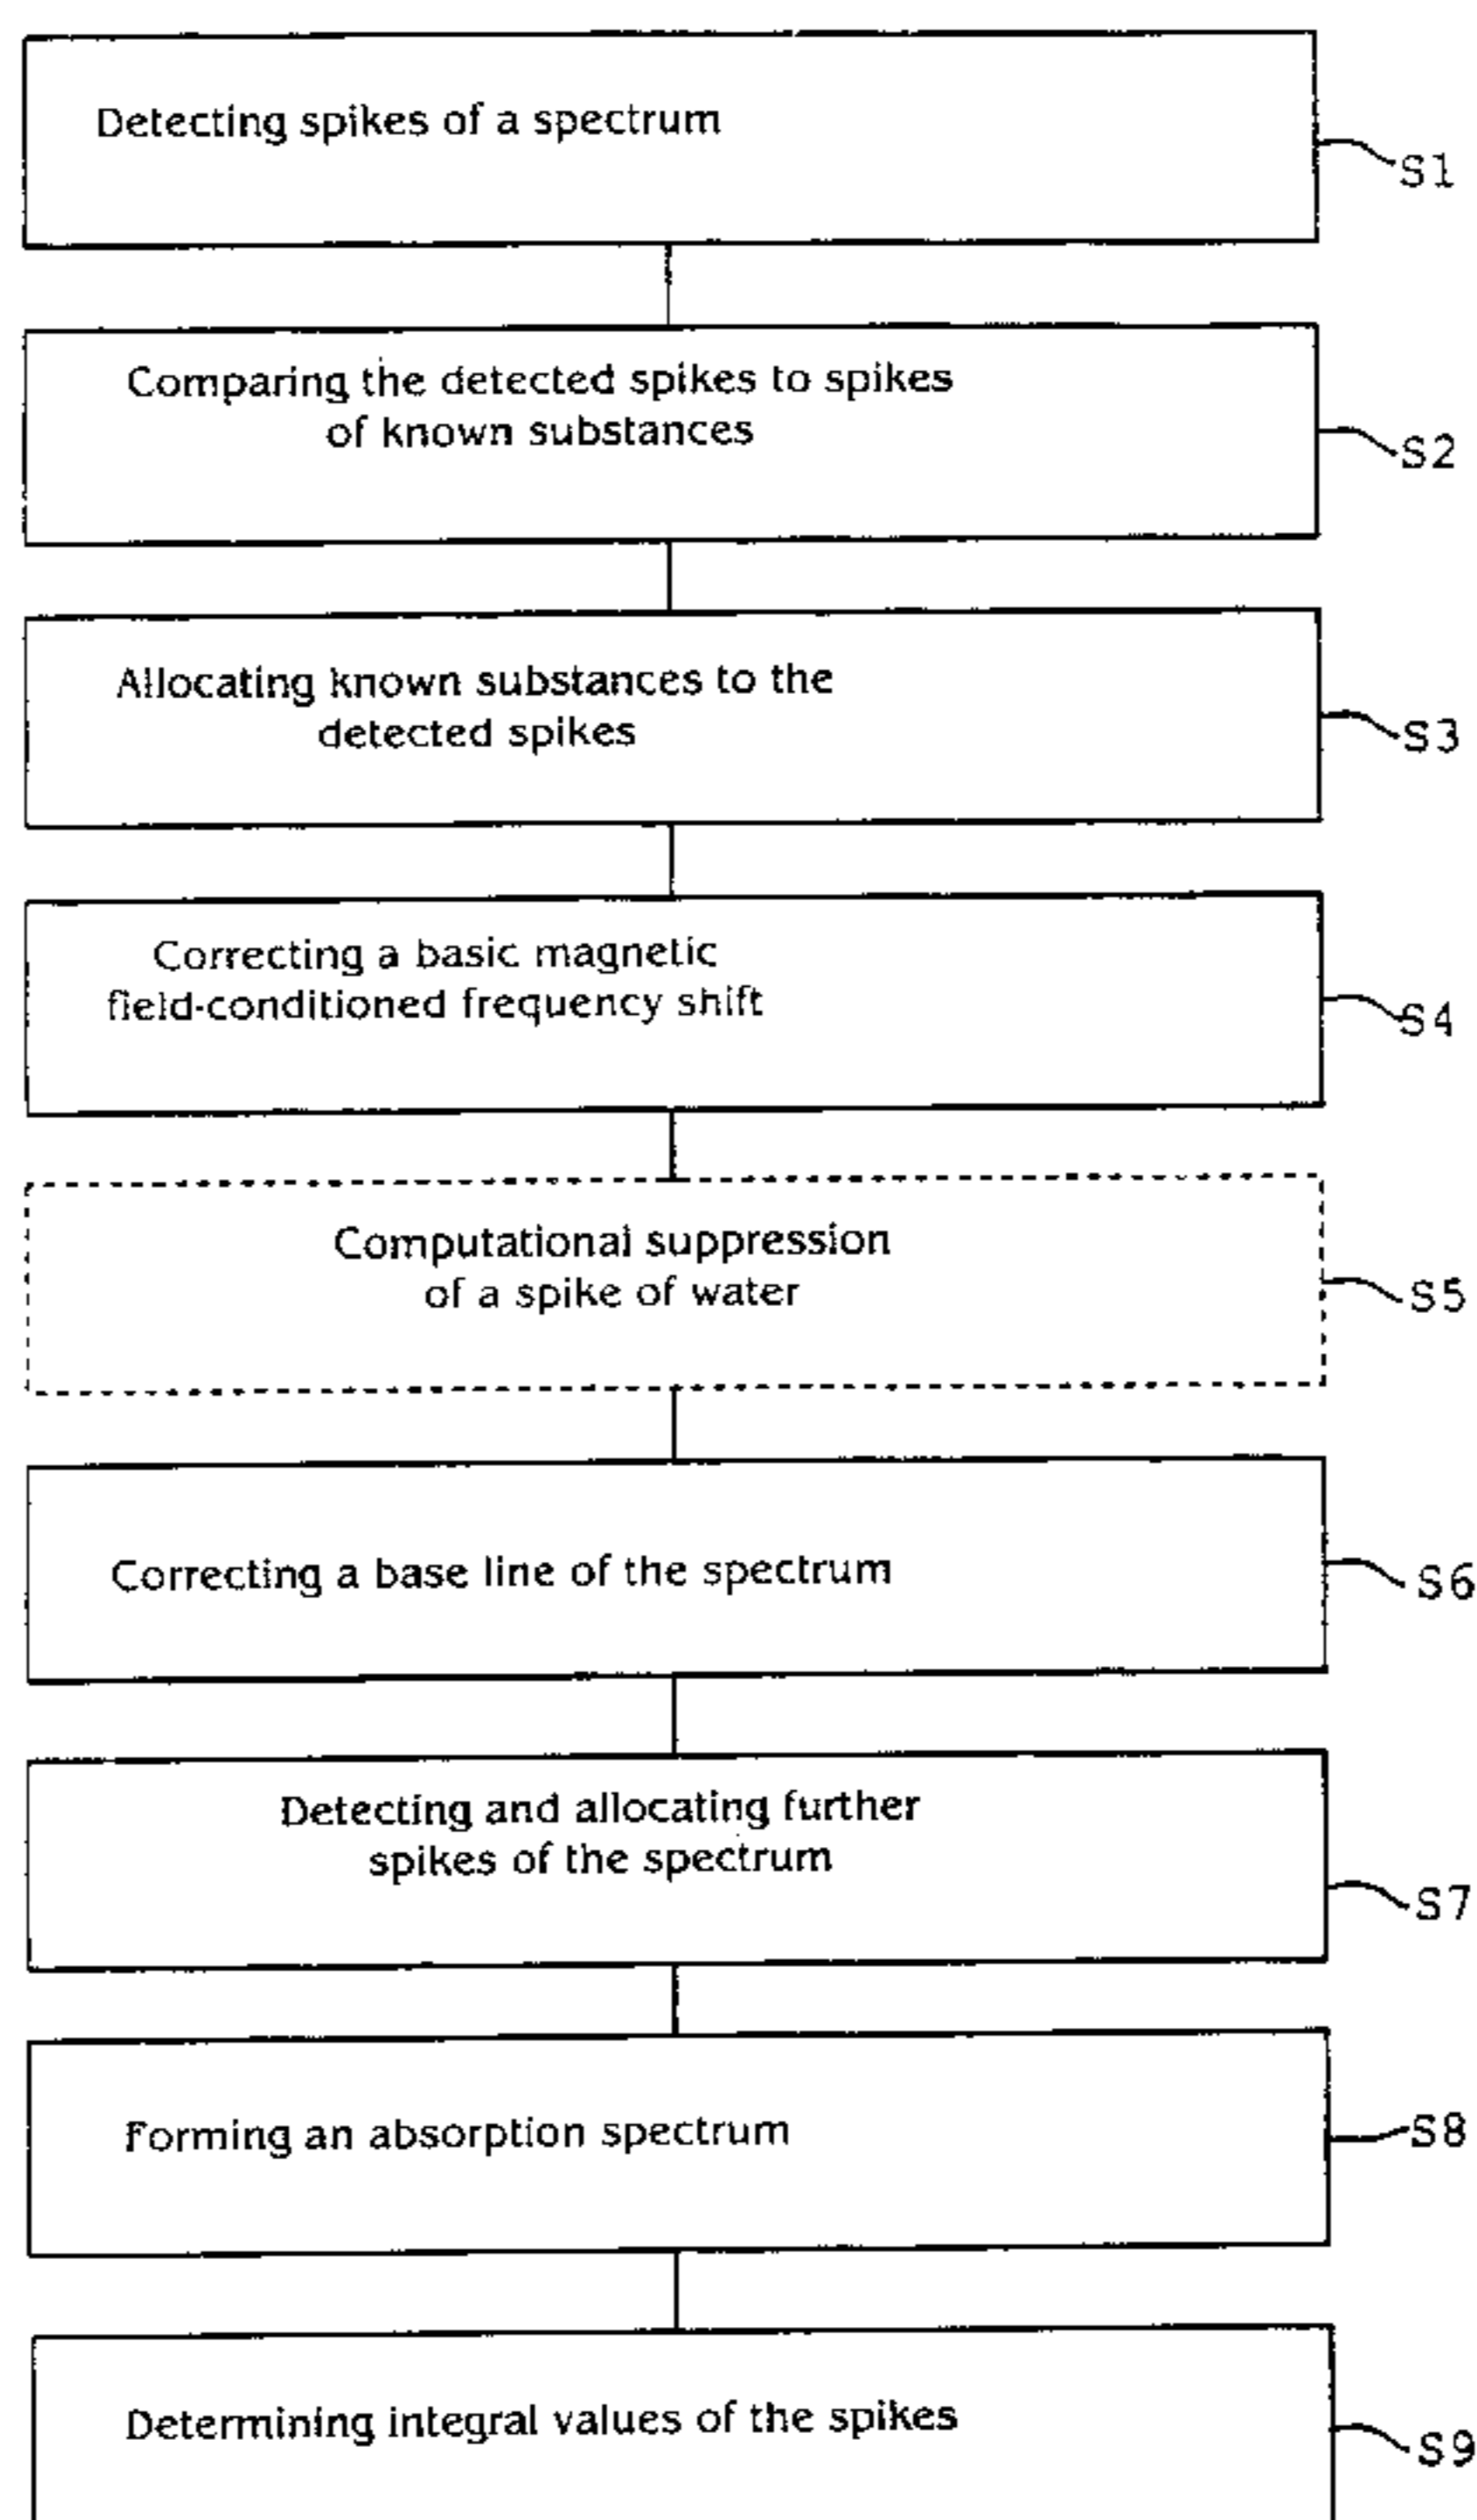 Detecting spikes of a spectrum
S1
Comparing the detected spikes to spikes
of known substances
S2
Allocating known substances to the
detected spikes
S3
Correcting a basic magnetic
field-conditioned frequency shift
S4
Computational suppression
of a spike of water
S5
Correcting a base line of the spectrum
S6
Detecting and allocating further
spikes of the spectrum
S7
Forming an absorption spectrum
S8
Determining integral values of the spikes
S9